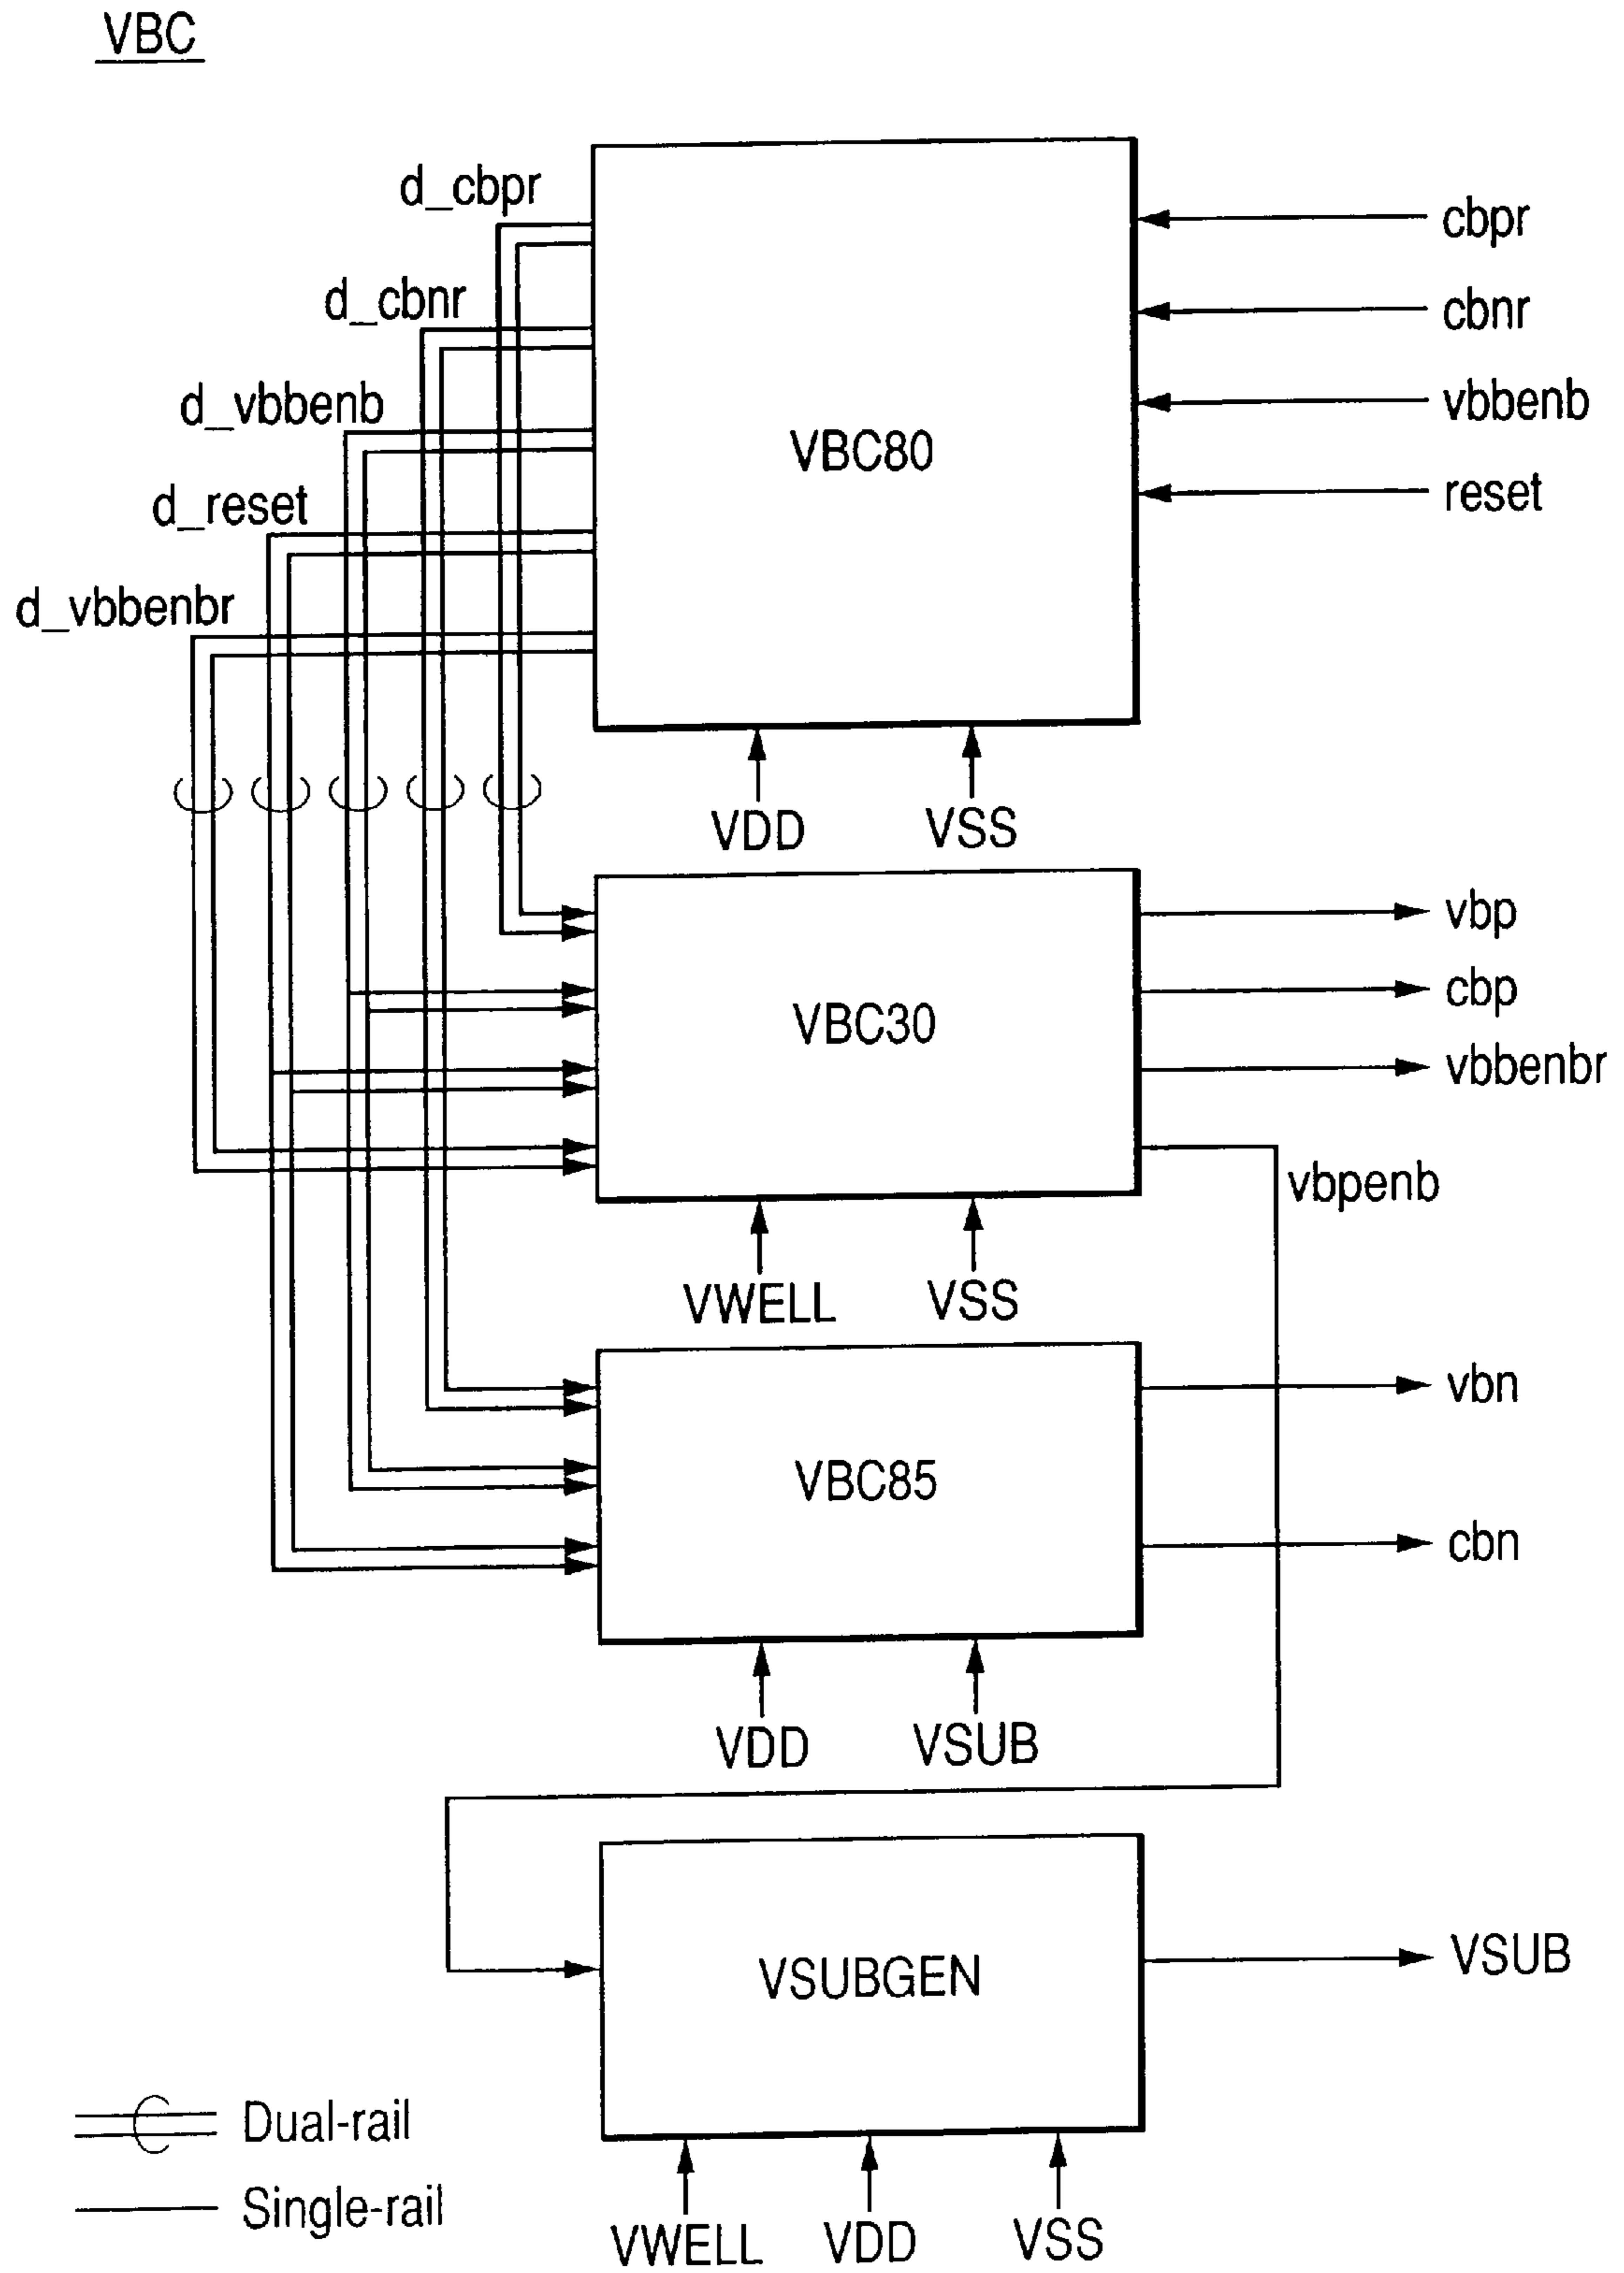 VBC
d_cbpr
cbpr
d_cbnr
cbnr
d_vbbenb
vbbenb
VBC80
d_reset
reset
d_vbbenbr
VDD
VSS
vbp
cbp
VBC30
vbbenbr
vbpenb
VWELL
VSS
vbn
VBC85
cbn
VDD
VSUB
VSUBGEN
VSUB
Dual-rail
Single-rail
VWELL
VDD
VSS